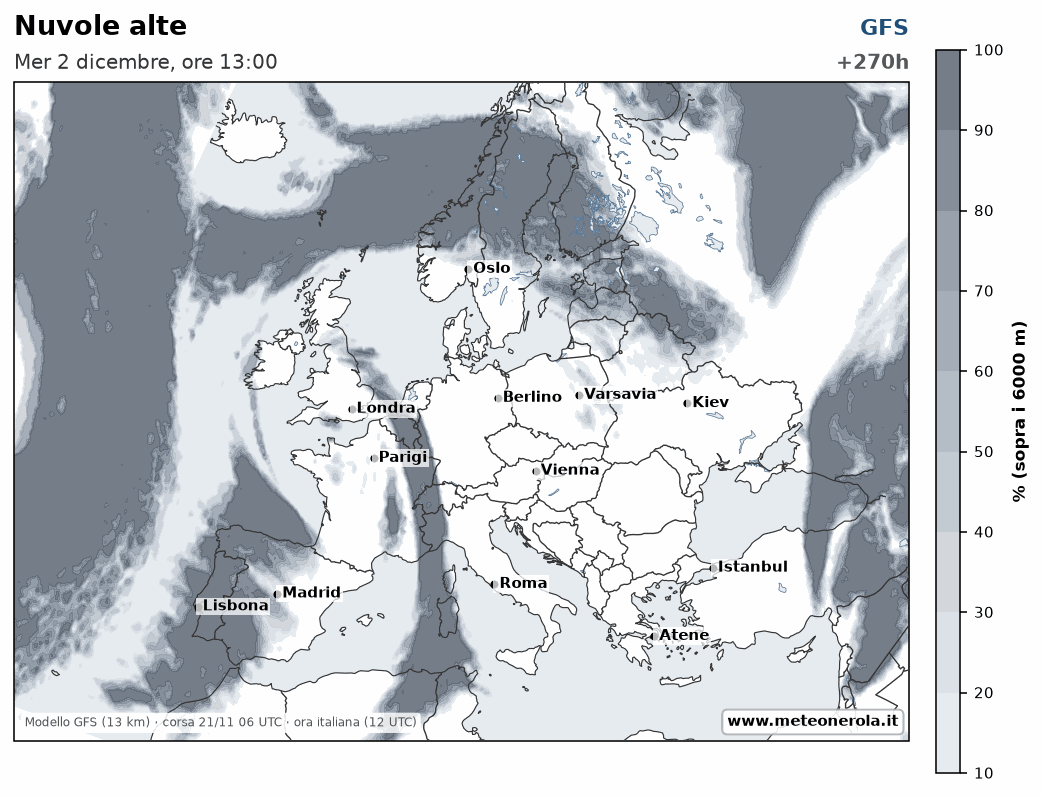 Nuvole alte
GFS
Mer 2 dicembre, ore 13:00
+270h
100
90
80
70
60
50
40
30
20
10
% (sopra i 6000 m)
Oslo
Londra
Berlino
Varsavia
Kiev
Parigi
Vienna
Istanbul
Roma
Madrid
Lisbona
Atene
Modello GFS (13 km) · corsa 21/11 06 UTC · ora italiana (12 UTC)
www.meteonerola.it